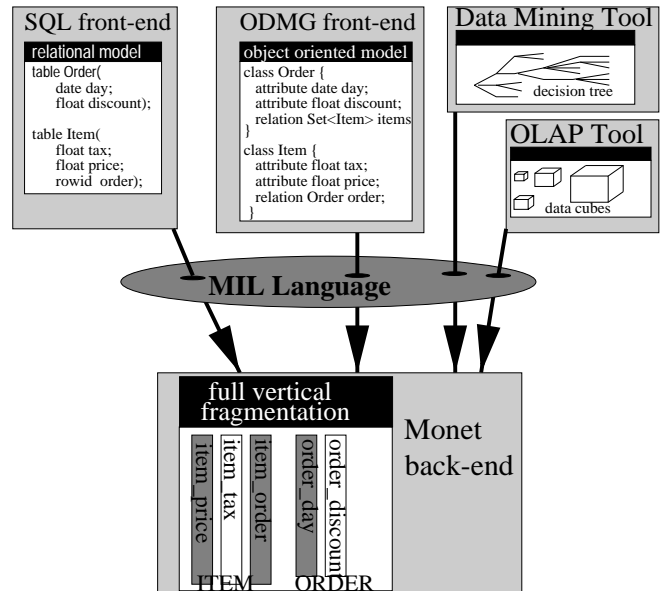 SQL front-end
relational model
table Order(
date day;
float discount);
table Item(
float tax;
float price;
rowid order);
ODMG front-end
object oriented model
class Order {
attribute date day;
attribute float discount;
relation Set<Item> items
}
class Item {
attribute float tax;
attribute float price;
relation Order order;
}
Data Mining Tool
decision tree
OLAP Tool
data cubes
MIL Language
full vertical
fragmentation
item_price
item_tax
item_order
order_day
order_discount
ITEM
ORDER
Monet
back-end